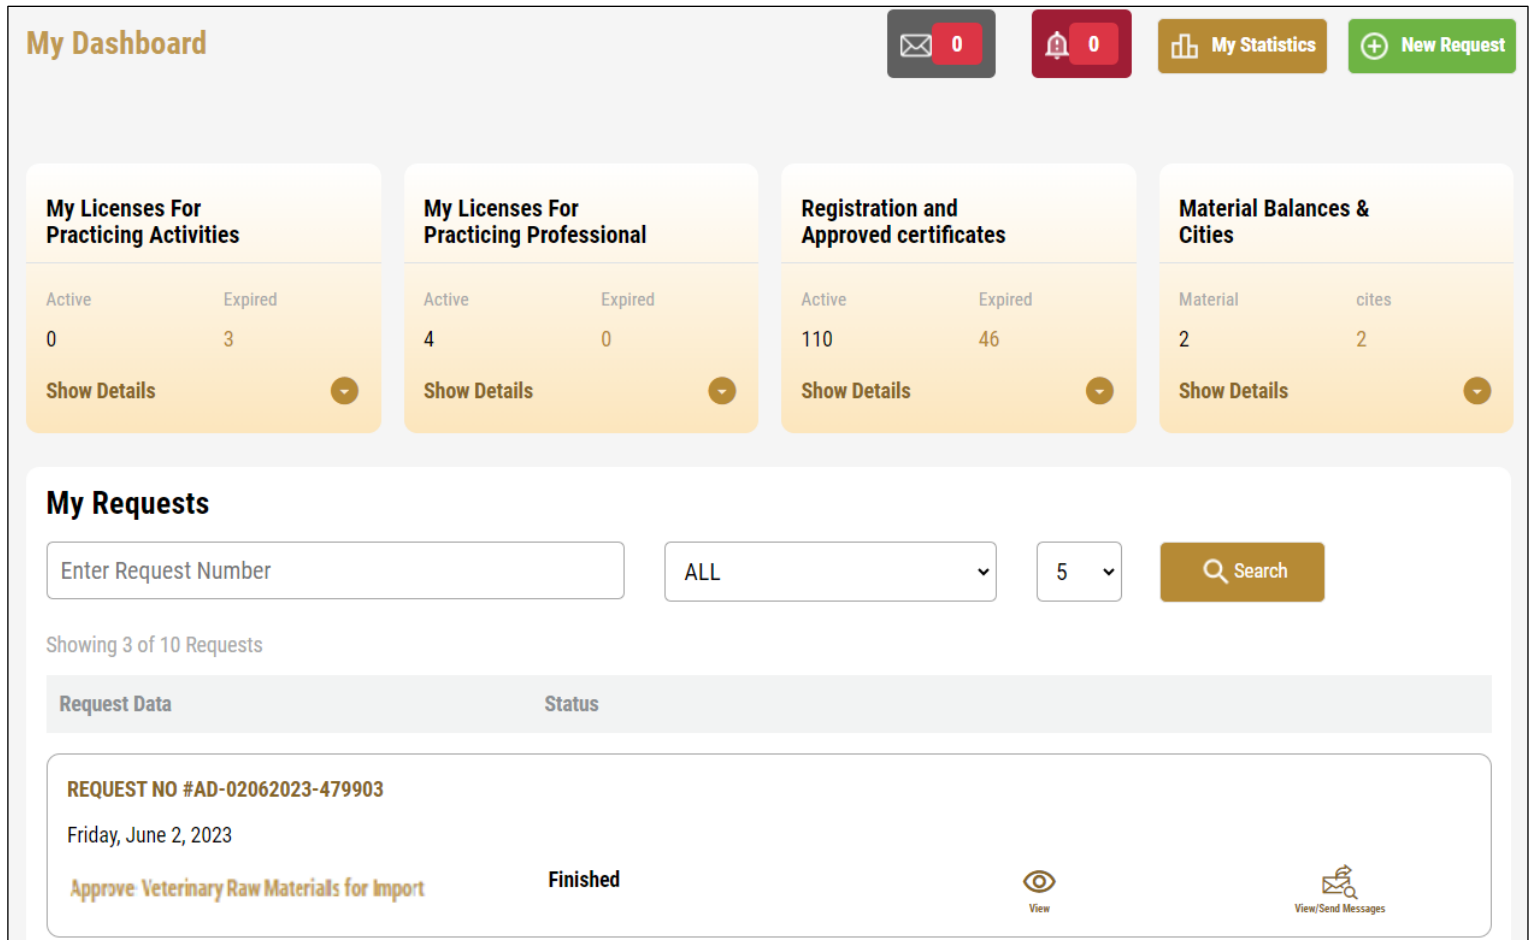 My Dashboard
0
0
My Statistics
New Request
My Licenses For
Practicing Activities
Active Expired
0 3
Show Details
My Licenses For
Practicing Professional
Active Expired
4 0
Show Details
Registration and
Approved certificates
Active Expired
110 46
Show Details
Material Balances &
Cities
Material cites
2 2
Show Details
My Requests
Enter Request Number
ALL
5
Search
Showing 3 of 10 Requests
Request Data Status
REQUEST NO #AD-02062023-479903
Friday, June 2, 2023
Approve Veterinary Raw Materials for Import
Finished
View
View/Send Messages